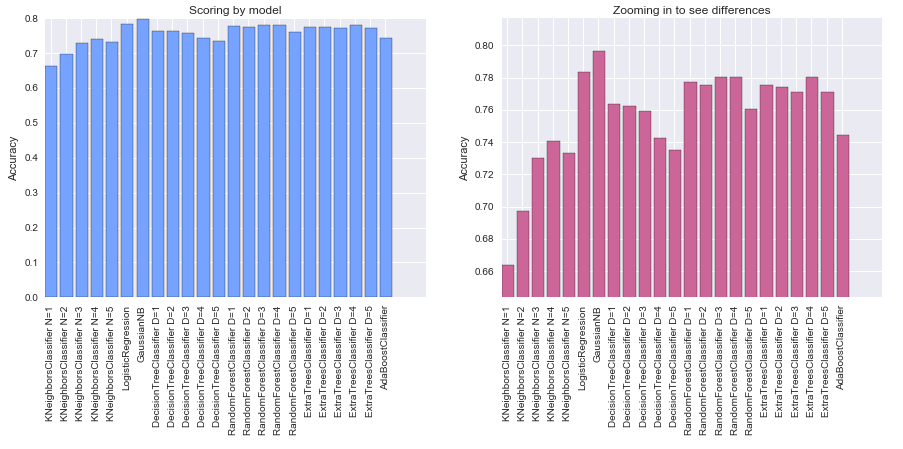 Scoring by model
0.8
0.7
0.6
0.5
0.4
0.3
0.2
0.1
0.0
Accuracy
KNeighborsClassifier N=1
KNeighborsClassifier N=2
KNeighborsClassifier N=3
KNeighborsClassifier N=4
KNeighborsClassifier N=5
LogisticRegression
GaussianNB
DecisionTreeClassifier D=1
DecisionTreeClassifier D=2
DecisionTreeClassifier D=3
DecisionTreeClassifier D=4
DecisionTreeClassifier D=5
RandomForestClassifier D=1
RandomForestClassifier D=2
RandomForestClassifier D=3
RandomForestClassifier D=4
RandomForestClassifier D=5
ExtraTreesClassifier D=1
ExtraTreesClassifier D=2
ExtraTreesClassifier D=3
ExtraTreesClassifier D=4
ExtraTreesClassifier D=5
AdaBoostClassifier
Zooming in to see differences
0.80
0.78
0.76
0.74
0.72
0.70
0.68
0.66
Accuracy
KNeighborsClassifier N=1
KNeighborsClassifier N=2
KNeighborsClassifier N=3
KNeighborsClassifier N=4
KNeighborsClassifier N=5
LogisticRegression
GaussianNB
DecisionTreeClassifier D=1
DecisionTreeClassifier D=2
DecisionTreeClassifier D=3
DecisionTreeClassifier D=4
DecisionTreeClassifier D=5
RandomForestClassifier D=1
RandomForestClassifier D=2
RandomForestClassifier D=3
RandomForestClassifier D=4
RandomForestClassifier D=5
ExtraTreesClassifier D=1
ExtraTreesClassifier D=2
ExtraTreesClassifier D=3
ExtraTreesClassifier D=4
ExtraTreesClassifier D=5
AdaBoostClassifier